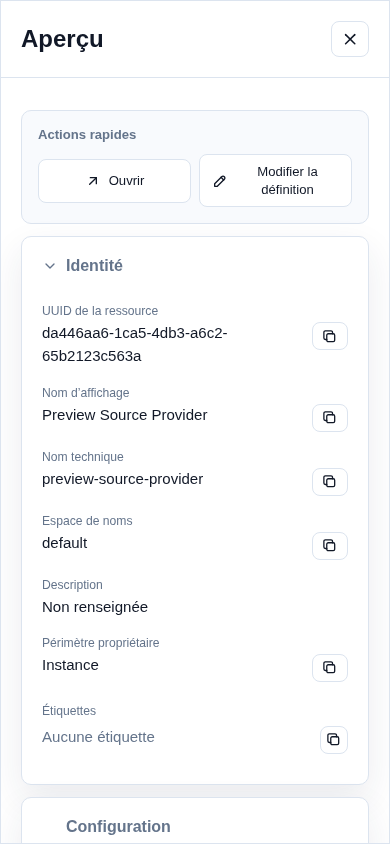 Aperçu
Actions rapides
Ouvrir
Modifier la
définition
Identité
UUID de la ressource
da446aa6-1ca5-4db3-a6c2-
65b2123c563a
Nom d’affichage
Preview Source Provider
Nom technique
preview-source-provider
Espace de noms
default
Description
Non renseignée
Périmètre propriétaire
Instance
Étiquettes
Aucune étiquette
Configuration